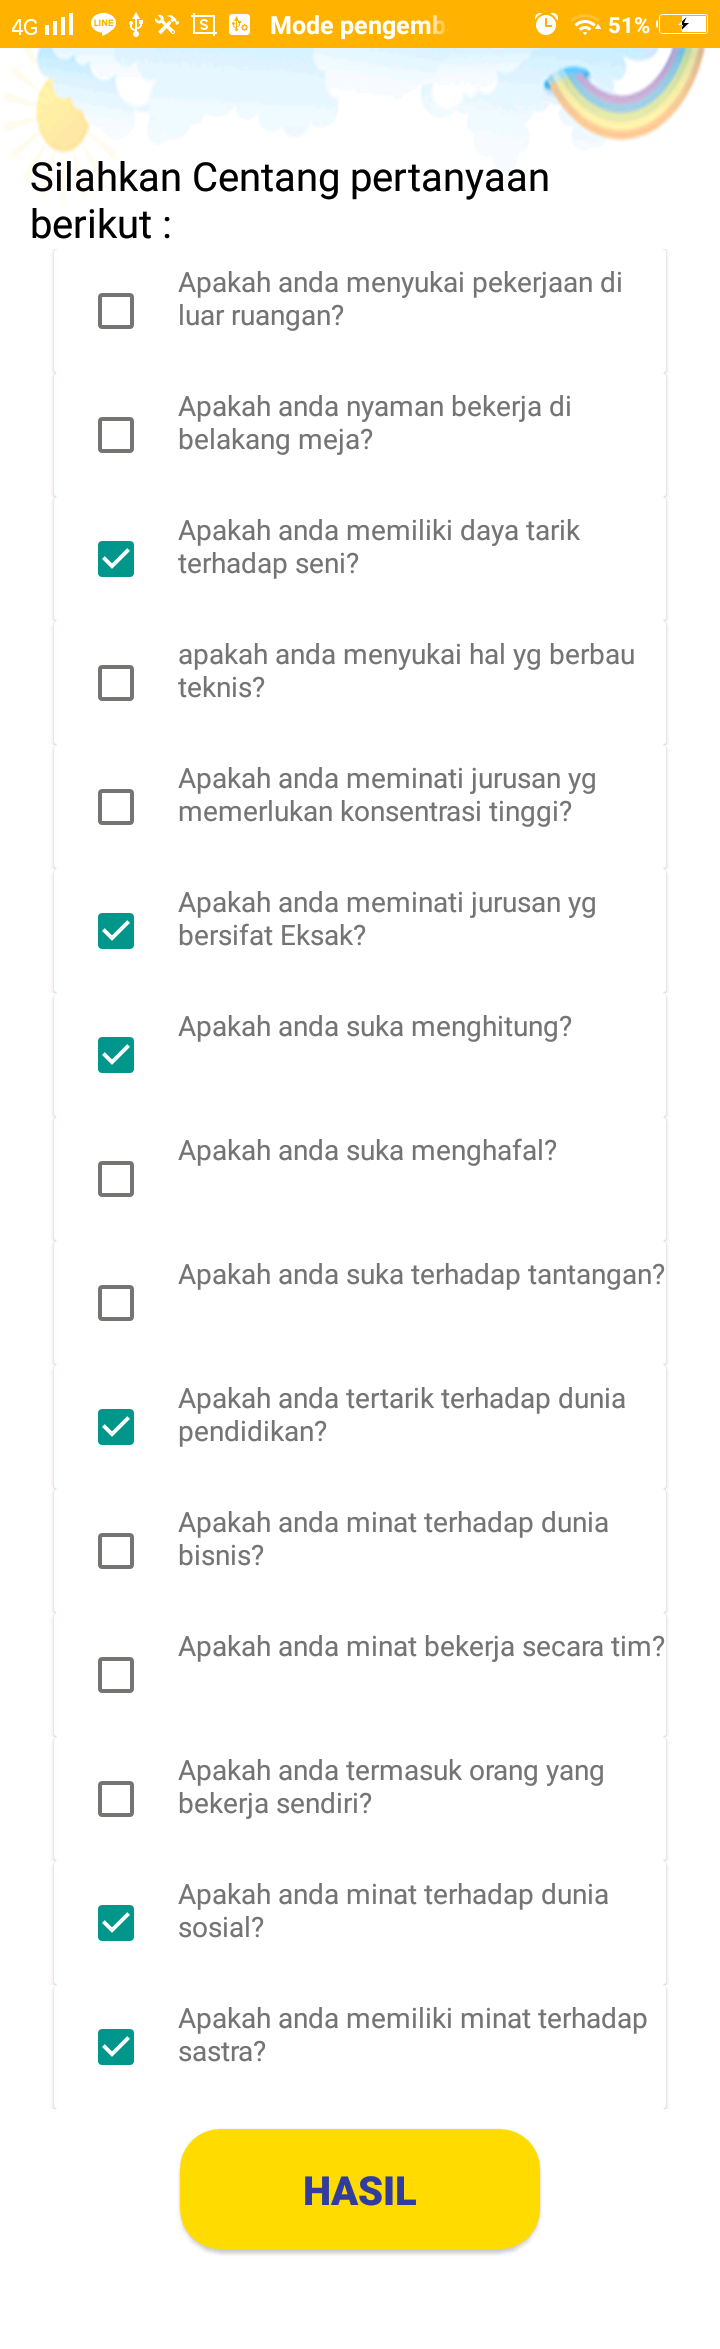 4G LINE S Mode pengemb 51%
Silahkan Centang pertanyaan
berikut :
Apakah anda menyukai pekerjaan di
luar ruangan?
Apakah anda nyaman bekerja di
belakang meja?
Apakah anda memiliki daya tarik
terhadap seni?
apakah anda menyukai hal yg berbau
teknis?
Apakah anda meminati jurusan yg
memerlukan konsentrasi tinggi?
Apakah anda meminati jurusan yg
bersifat Eksak?
Apakah anda suka menghitung?
Apakah anda suka menghafal?
Apakah anda suka terhadap tantangan?
Apakah anda tertarik terhadap dunia
pendidikan?
Apakah anda minat terhadap dunia
bisnis?
Apakah anda minat bekerja secara tim?
Apakah anda termasuk orang yang
bekerja sendiri?
Apakah anda minat terhadap dunia
sosial?
Apakah anda memiliki minat terhadap
sastra?
HASIL